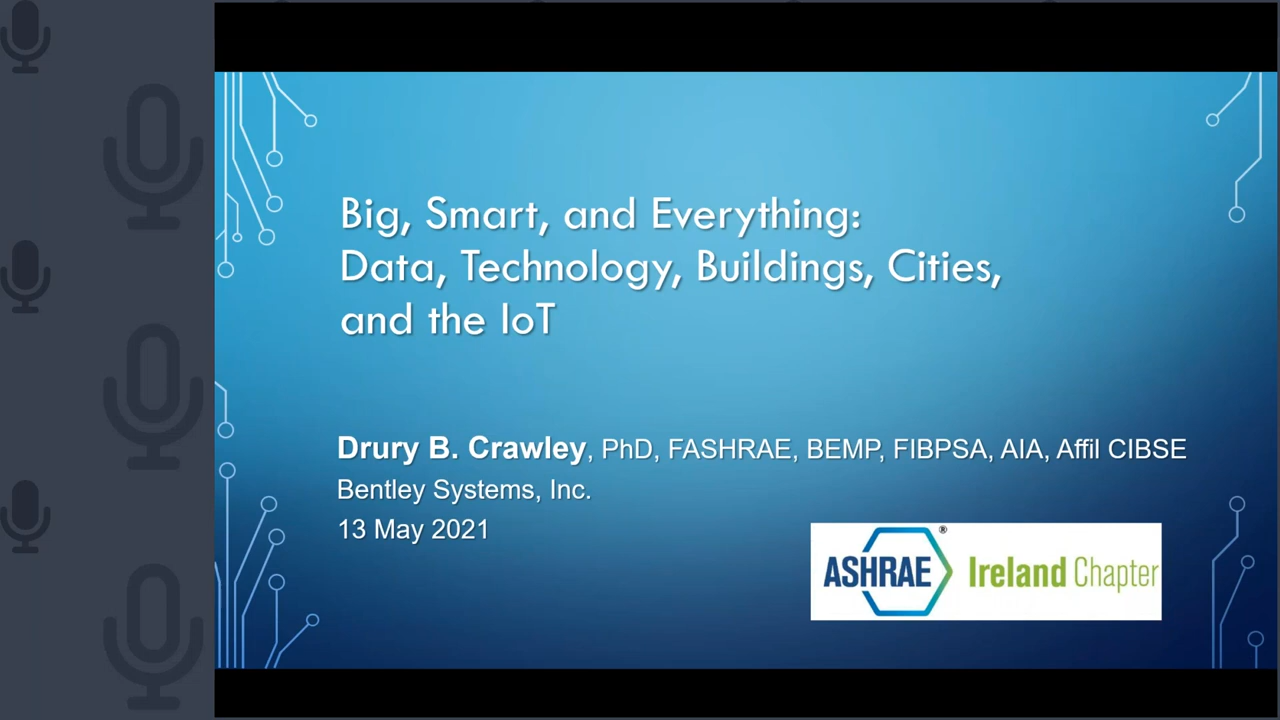 Big, Smart, and Everything:
Data, Technology, Buildings, Cities,
and the IoT
Drury B. Crawley, PhD, FASHRAE, BEMP, FIBPSA, AIA, Affil CIBSE
Bentley Systems, Inc.
13 May 2021
ASHRAE® Ireland Chapter